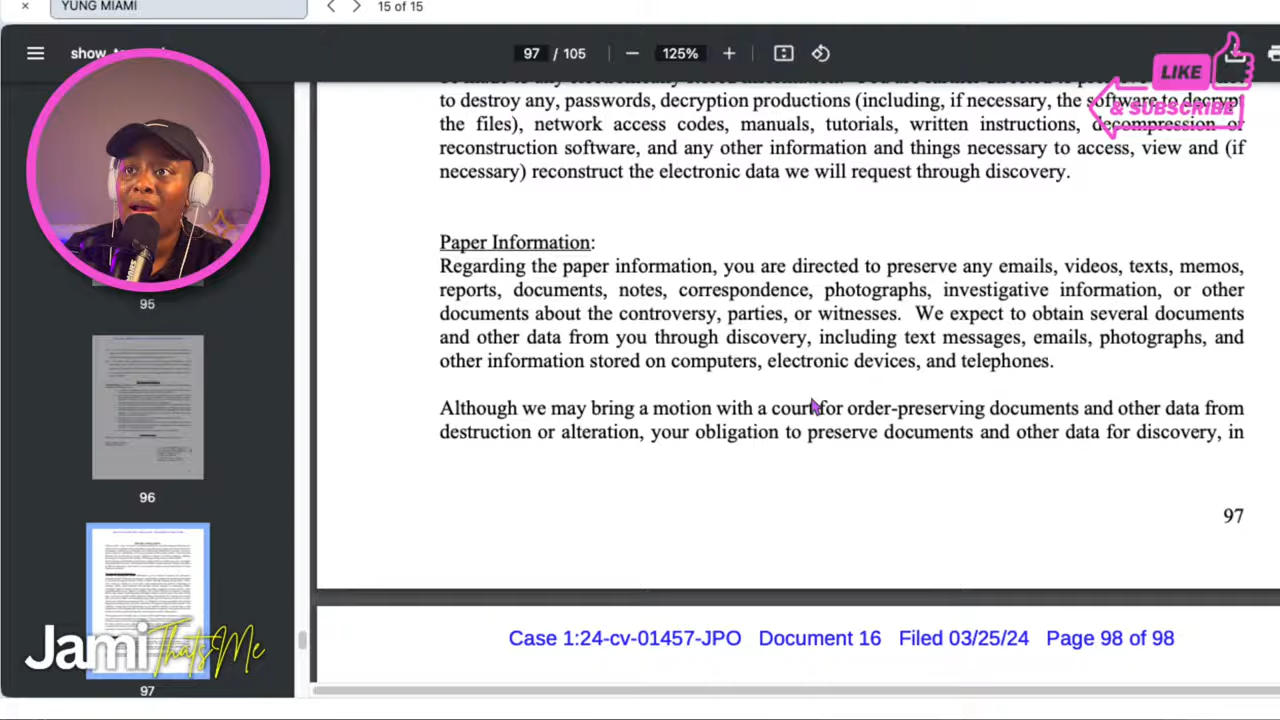 YUNG MIAMI
15 of 15
97 / 105
125%
LIKE
& SUBSCRIBE
to destroy any, passwords, decryption productions (including, if necessary, the software to decrypt
the files), network access codes, manuals, tutorials, written instructions, decompression or
reconstruction software, and any other information and things necessary to access, view and (if
necessary) reconstruct the electronic data we will request through discovery.
Paper Information:
Regarding the paper information, you are directed to preserve any emails, videos, texts, memos,
reports, documents, notes, correspondence, photographs, investigative information, or other
documents about the controversy, parties, or witnesses. We expect to obtain several documents
and other data from you through discovery, including text messages, emails, photographs, and
other information stored on computers, electronic devices, and telephones.
Although we may bring a motion with a court for order-preserving documents and other data from
destruction or alteration, your obligation to preserve documents and other data for discovery, in
97
Case 1:24-cv-01457-JPO Document 16 Filed 03/25/24 Page 98 of 98
95
96
97
Jami That'sMe